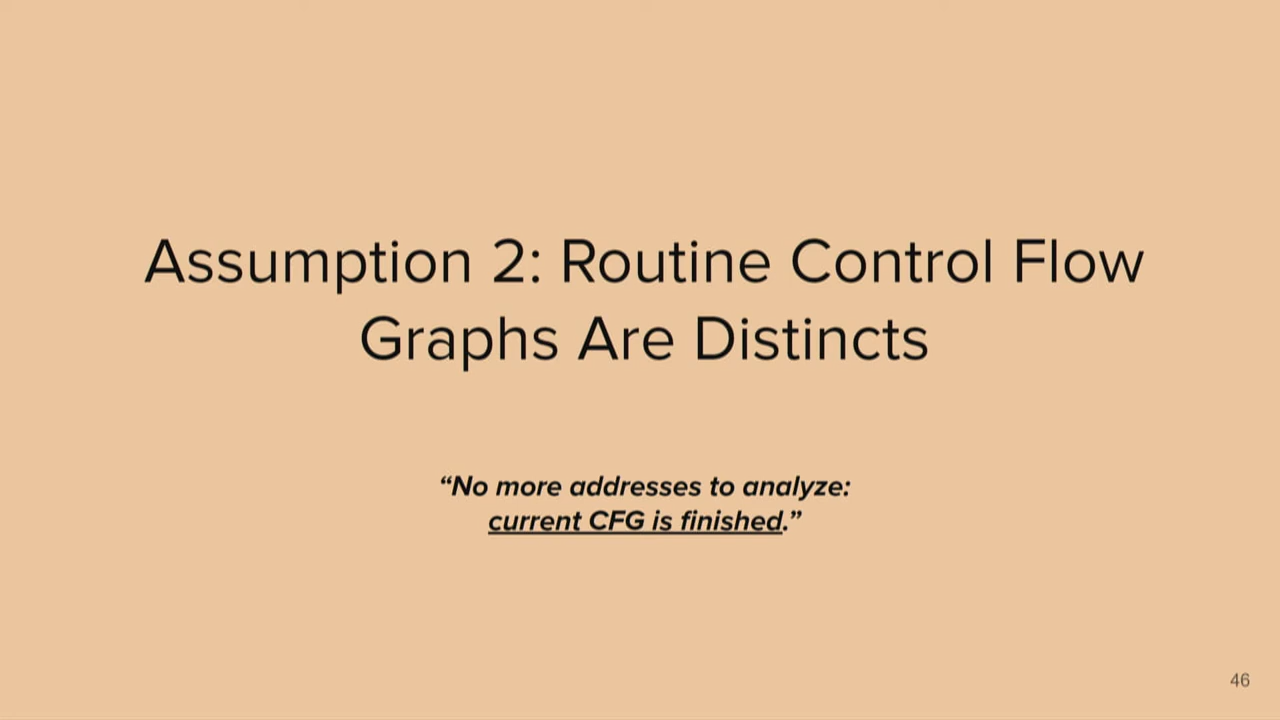 Assumption 2: Routine Control Flow
Graphs Are Distincts
“No more addresses to analyze:
current CFG is finished.”
46